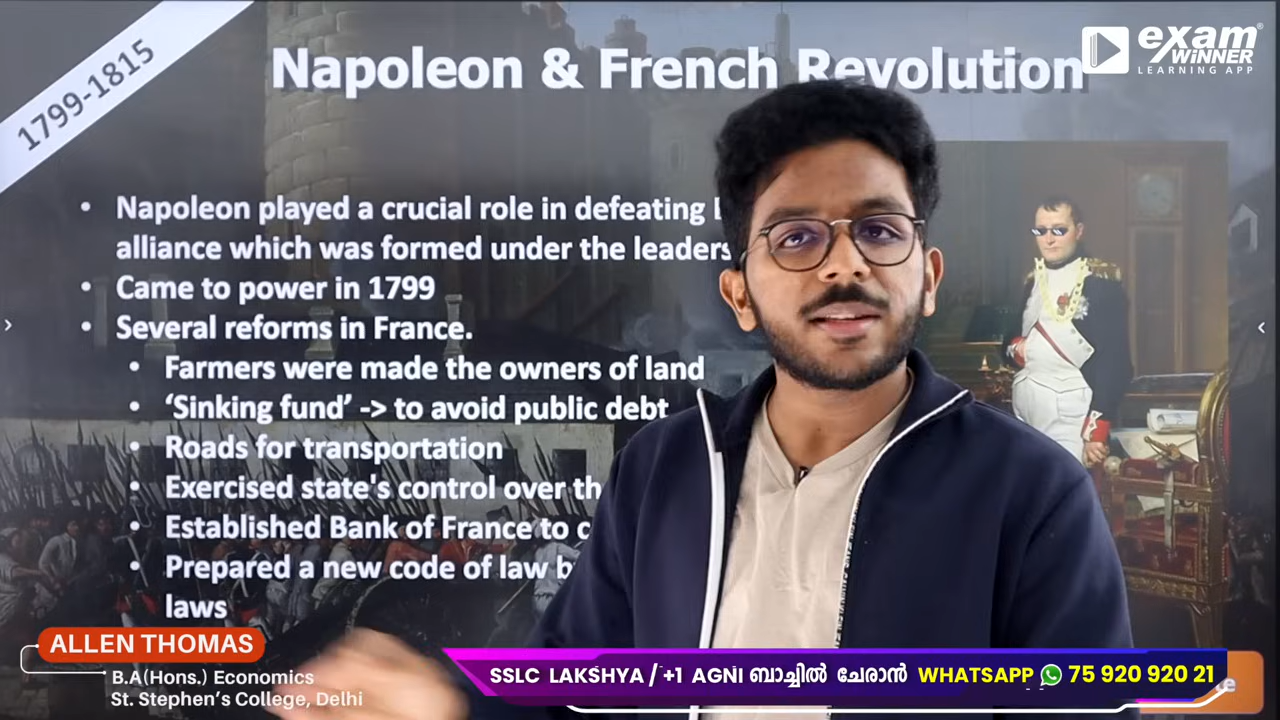 1799-1815
Napoleon & French Revolution
exam
WiNNER
LEARNING APP
• Napoleon played a crucial role in defeating
alliance which was formed under the
• Came to power in 1799
• Several reforms in France.
• Farmers were made the owners of land
• ‘Sinking fund’ -> to avoid public debt
• Roads for transportation
• Exercised state's control over
• Established Bank of France to
• Prepared a new code of law
laws
ALLEN THOMAS
B.A(Hons.) Economics
St. Stephen’s College, Delhi
SSLC LAKSHYA / +1 AGNI ബാച്ചിൽ ചേരാൻ WHATSAPP 75 920 920 21